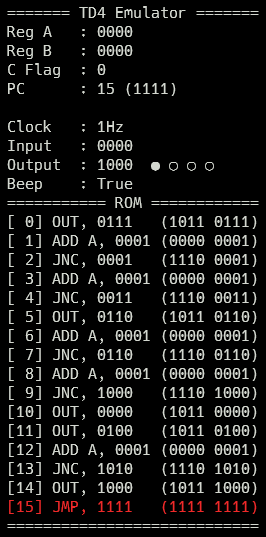 ======= TD4 Emulator =======
Reg A   : 0000
Reg B   : 0000
C Flag  : 0
PC      : 15 (1111)
Clock   : 1Hz
Input   : 0000
Output  : 1000  ● ○ ○ ○
Beep    : True
=========== ROM ============
[ 0] OUT, 0111   (1011 0111)
[ 1] ADD A, 0001 (0000 0001)
[ 2] JNC, 0001   (1110 0001)
[ 3] ADD A, 0001 (0000 0001)
[ 4] JNC, 0011   (1110 0011)
[ 5] OUT, 0110   (1011 0110)
[ 6] ADD A, 0001 (0000 0001)
[ 7] JNC, 0110   (1110 0110)
[ 8] ADD A, 0001 (0000 0001)
[ 9] JNC, 1000   (1110 1000)
[10] OUT, 0000   (1011 0000)
[11] OUT, 0100   (1011 0100)
[12] ADD A, 0001 (0000 0001)
[13] JNC, 1010   (1110 1010)
[14] OUT, 1000   (1011 1000)
[15] JMP, 1111   (1111 1111)
============================